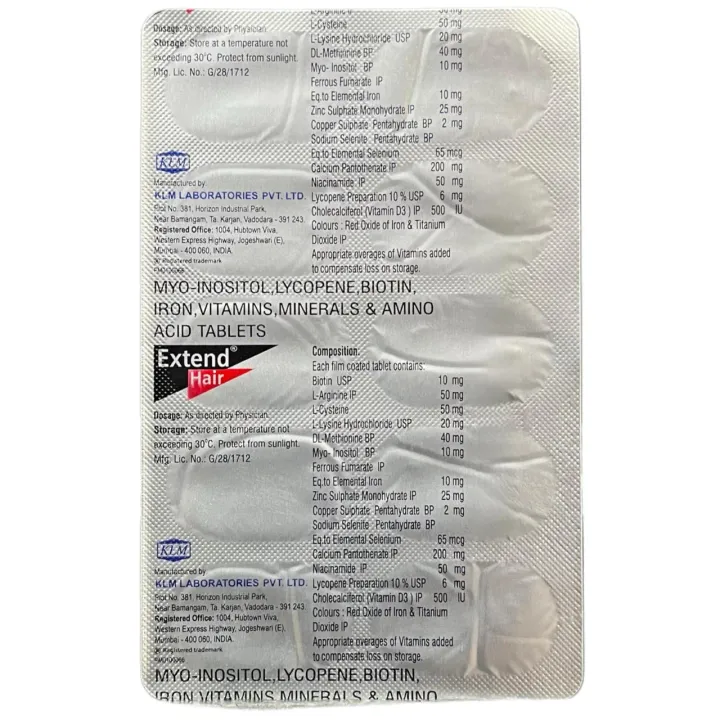 L-Arginine IP 50 mg
L-Cysteine 50 mg
Dosage: As directed by Physician.
L-Lysine Hydrochloride USP 20 mg
Storage: Store at a temperature not
DL-Methionine BP 40 mg
exceeding 30°C. Protect from sunlight.
Myo- Inositol BP 10 mg
Mfg. Lic. No.: G/28/1712
Ferrous Fumarate IP
Eq.to Elemental Iron 10 mg
Zinc Sulphate Monohydrate IP 25 mg
Copper Sulphate Pentahydrate BP 2 mg
Sodium Selenite Pentahydrate BP
Eq.to Elemental Selenium 65 mcg
KLM
Calcium Pantothenate IP 200 mg
Manufactured by
Niacinamide IP 50 mg
KLM LABORATORIES PVT. LTD.
Lycopene Preparation 10 % USP 6 mg
Plot No. 381, Horizon Industrial Park,
Cholecalciferol (Vitamin D3 ) IP 500 IU
Near Bamangam, Ta. Karjan, Vadodara - 391 243.
Colours : Red Oxide of Iron & Titanium
Registered Office: 1004, Hubtown Viva,
Dioxide IP
Western Express Highway, Jogeshwari (E),
Appropriate overages of Vitamins added
Mumbai - 400 060, INDIA.
to compensate loss on storage.
Registered trademark
MYO-INOSITOL,LYCOPENE,BIOTIN,
IRON,VITAMINS,MINERALS & AMINO
ACID TABLETS
Extend®
Hair
Composition:
Each film coated tablet contains:
Biotin USP 10 mg
L-Arginine IP 50 mg
L-Cysteine 50 mg
Dosage: As directed by Physician.
L-Lysine Hydrochloride USP 20 mg
Storage: Store at a temperature not
DL-Methionine BP 40 mg
exceeding 30°C. Protect from sunlight.
Myo- Inositol BP 10 mg
Mfg. Lic. No.: G/28/1712
Ferrous Fumarate IP
Eq.to Elemental Iron 10 mg
Zinc Sulphate Monohydrate IP 25 mg
Copper Sulphate Pentahydrate BP 2 mg
Sodium Selenite Pentahydrate BP
Eq.to Elemental Selenium 65 mcg
KLM
Calcium Pantothenate IP 200 mg
Manufactured by
Niacinamide IP 50 mg
KLM LABORATORIES PVT. LTD.
Lycopene Preparation 10 % USP 6 mg
Plot No. 381, Horizon Industrial Park,
Cholecalciferol (Vitamin D3 ) IP 500 IU
Near Bamangam, Ta. Karjan, Vadodara - 391 243.
Colours : Red Oxide of Iron & Titanium
Registered Office: 1004, Hubtown Viva,
Dioxide IP
Western Express Highway, Jogeshwari (E),
Appropriate overages of Vitamins added
Mumbai - 400 060, INDIA.
to compensate loss on storage.
Registered trademark
MYO-INOSITOL,LYCOPENE,BIOTIN,
IRON,VITAMINS,MINERALS & AMINO